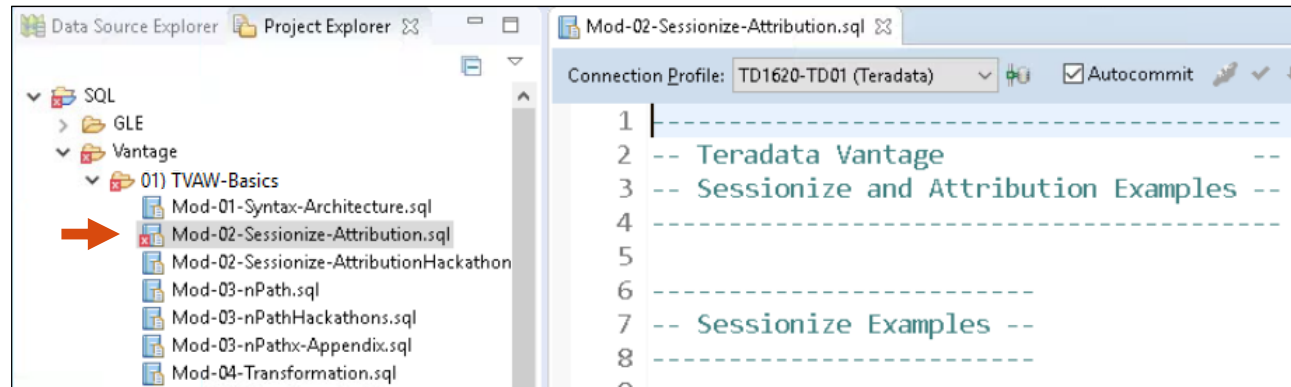 Data Source Explorer Project Explorer
SQL
GLE
Vantage
01) TVAW-Basics
Mod-01-Syntax-Architecture.sql
Mod-02-Sessionize-Attribution.sql
Mod-02-Sessionize-AttributionHackathon
Mod-03-nPath.sql
Mod-03-nPathHackathons.sql
Mod-03-nPathx-Appendix.sql
Mod-04-Transformation.sql
Mod-02-Sessionize-Attribution.sql
Connection Profile: TD1620-TD01 (Teradata) Autocommit
1 -----------------------------------------
2 -- Teradata Vantage                    --
3 -- Sessionize and Attribution Examples --
4 -----------------------------------------
5
6 -------------------------
7 -- Sessionize Examples --
8 -------------------------